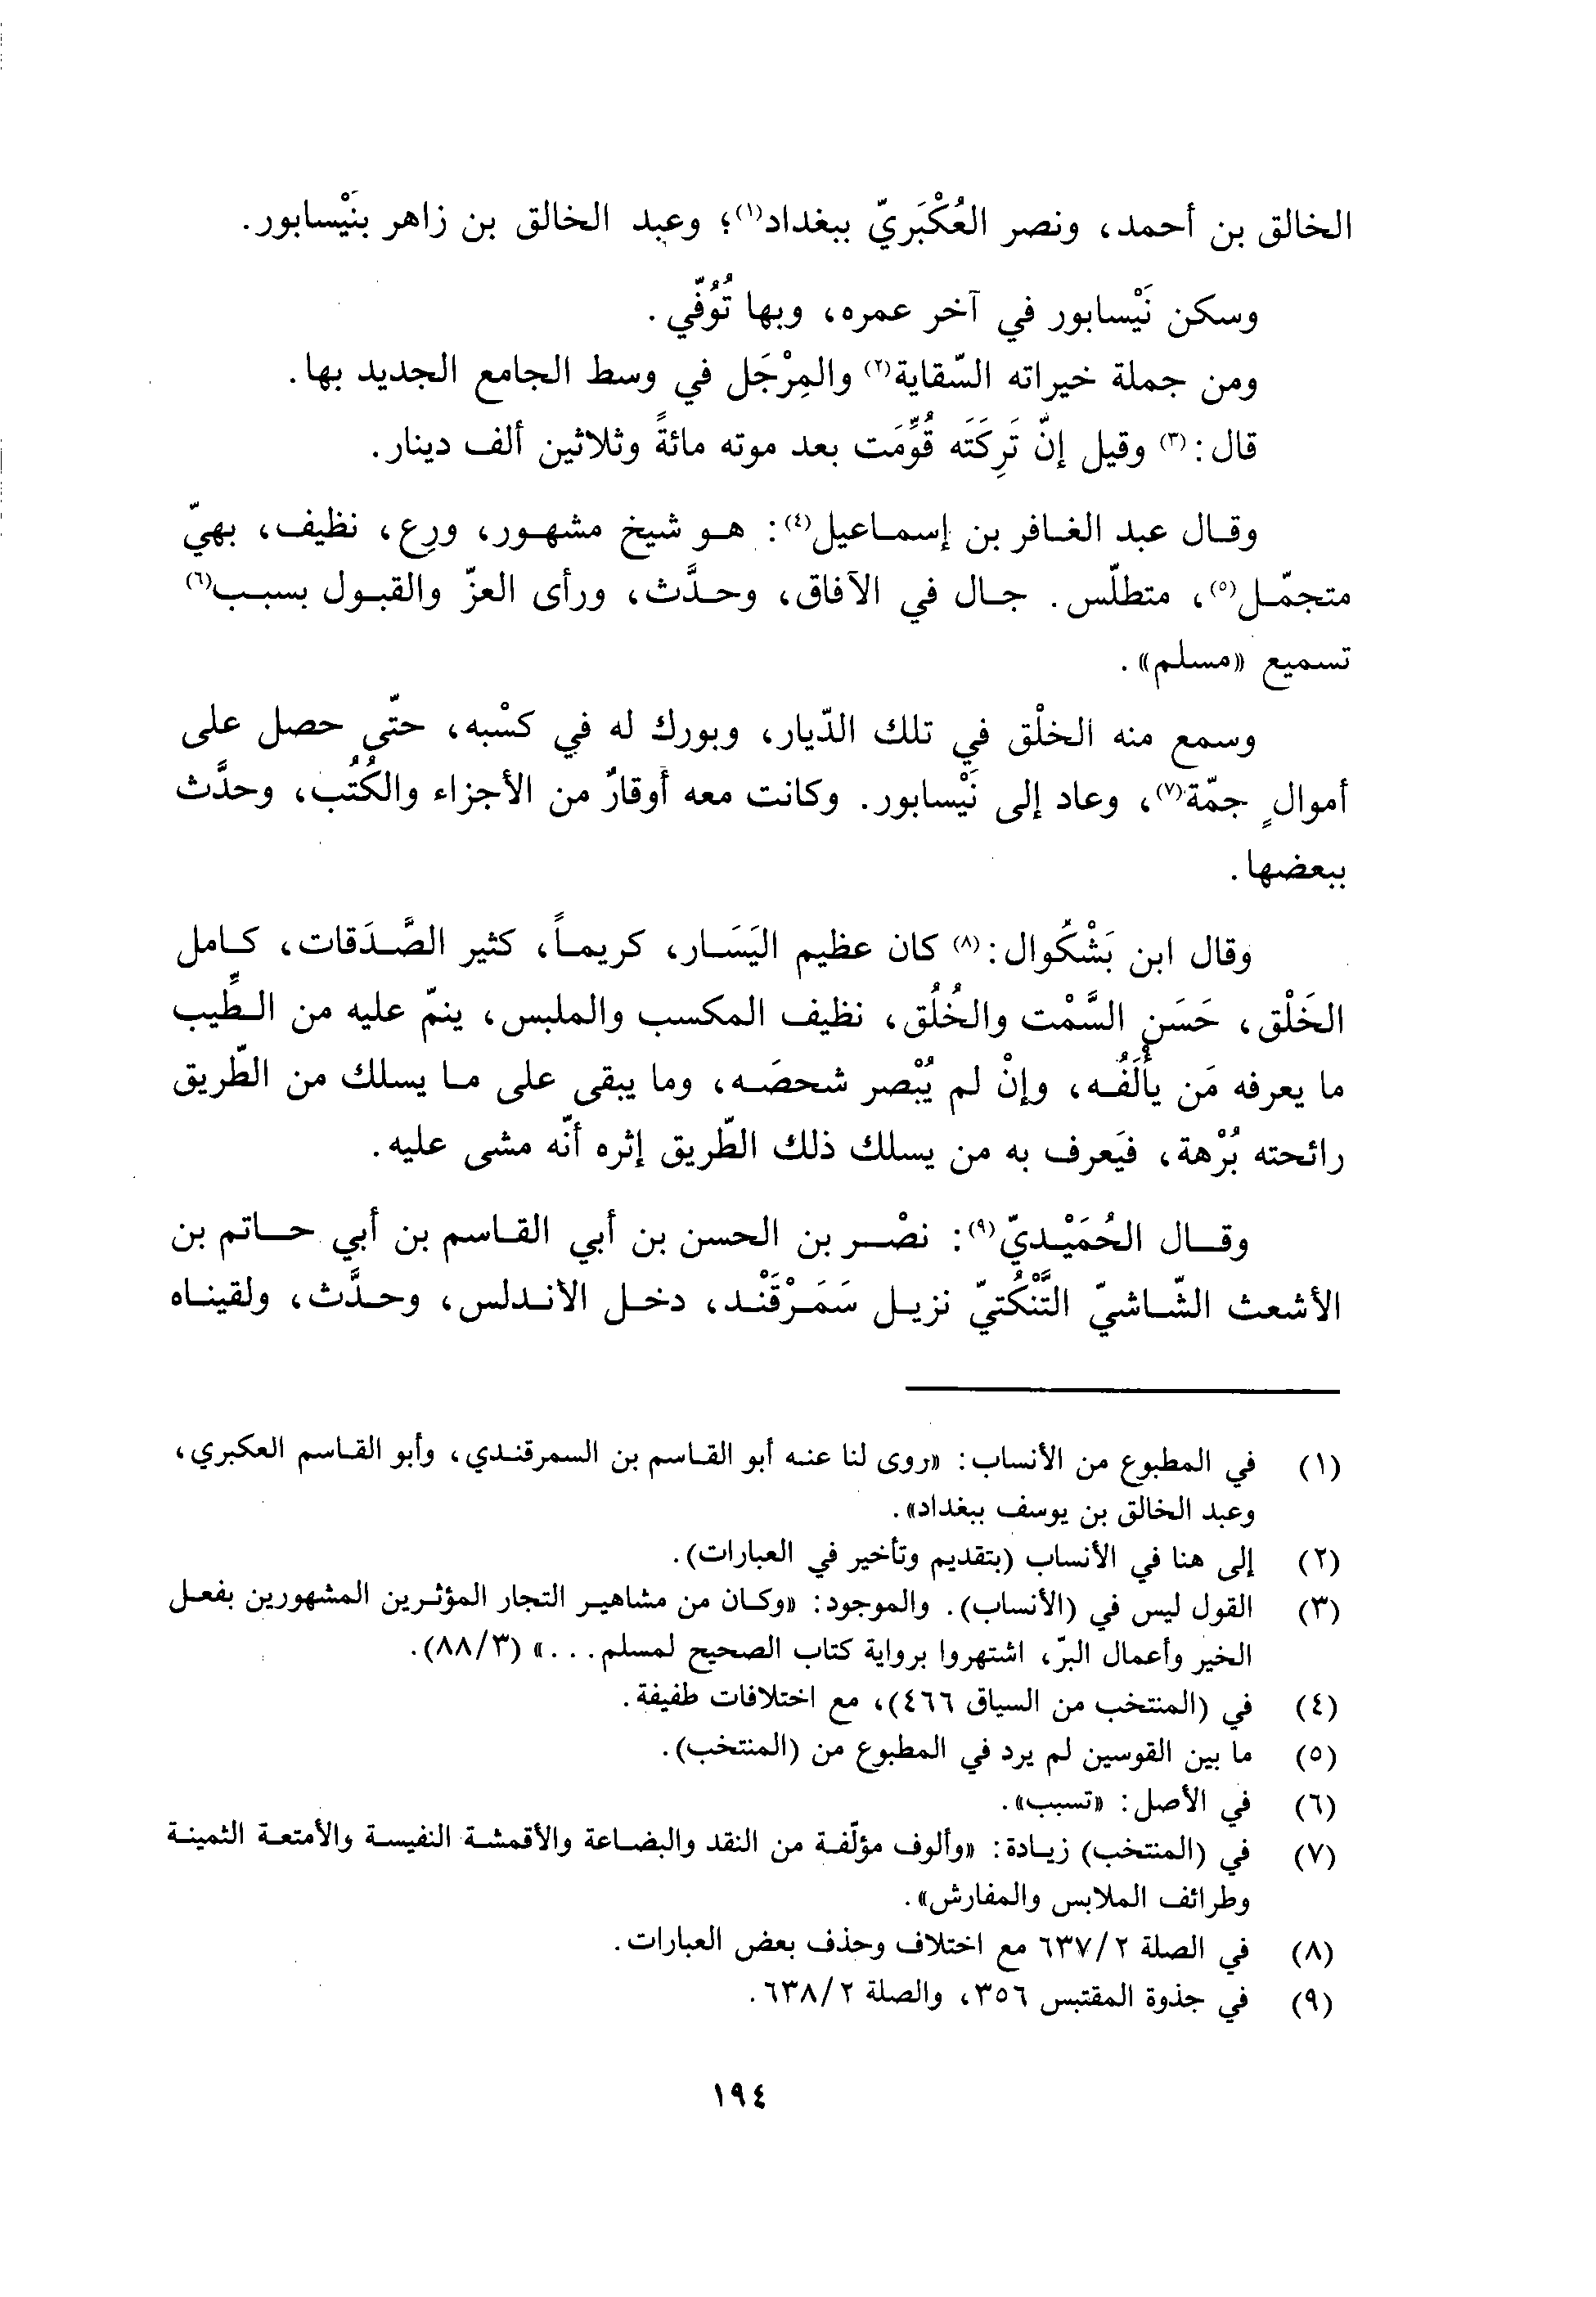 الخالق بن أحمد، ونصر العُكْبَريّ ببغداد(١)؛ وعبد الخالق بن زاهر بنَيْسابور.
وسكن نَيْسابور في آخر عمره، وبها تُوُفّي.
ومن جملة خيراته السّقاية(٢) والمِرْجَل في وسط الجامع الجديد بها.
قال:(٣) وقيل إنّ تَرِكَتَه قُوِّمَت بعد موته مائةً وثلاثين ألف دينار.
وقال عبد الغافر بن إسماعيل(٤): هو شيخ مشهور، ورِع، نظيف، بهيّ
متجمّل(٥)، متطلّس. جال في الآفاق، وحدَّث، ورأى العزّ والقبول بسبب(٦)
تسميع «مسلم».
وسمع منه الخلْق في تلك الدّيار، وبورك له في كسْبه، حتّى حصل على
أموالٍ جمّة(٧)، وعاد إلى نَيْسابور. وكانت معه أوقارٌ من الأجزاء والكُتُب، وحدَّث
ببعضها.
وقال ابن بَشْكُوال:(٨) كان عظيم اليَسَار، كريماً، كثير الصَّدَقات، كامل
الخَلْق، حَسَن السَّمْت والخُلُق، نظيف المكسب والملبس، ينمّ عليه من الطِّيب
ما يعرفه مَن يأْلَفُه، وإنْ لم يُبْصر شحصَه، وما يبقى على ما يسلك من الطّريق
رائحته بُرْهة، فيَعرف به من يسلك ذلك الطّريق إثره أنّه مشى عليه.
وقال الحُمَيْديّ(٩): نصْر بن الحسن بن أبي القاسم بن أبي حاتم بن
الأشعث الشّاشيّ التَّنْكُتيّ نزيل سَمَرْقَنْد، دخل الأندلس، وحدَّث، ولقيناه
(١) في المطبوع من الأنساب: «روى لنا عنه أبو القاسم بن السمرقندي، وأبو القاسم العكبري،
وعبد الخالق بن يوسف ببغداد».
(٢) إلى هنا في الأنساب (بتقديم وتأخير في العبارات).
(٣) القول ليس في (الأنساب). والموجود: «وكان من مشاهير التجار المؤثرين المشهورين بفعل
الخير وأعمال البرّ، اشتهروا برواية كتاب الصحيح لمسلم...» (٨٨/٣).
(٤) في (المنتخب من السياق ٤٦٦)، مع اختلافات طفيفة.
(٥) ما بين القوسين لم يرد في المطبوع من (المنتخب).
(٦) في الأصل: «تسبب».
(٧) في (المنتخب) زيادة: «وألوف مؤلّفة من النقد والبضاعة والأقمشة النفيسة والأمتعة الثمينة
وطرائف الملابس والمفارش».
(٨) في الصلة ٦٣٧/٢ مع اختلاف وحذف بعض العبارات.
(٩) في جذوة المقتبس ٣٥٦، والصلة ٦٣٨/٢.
١٩٤